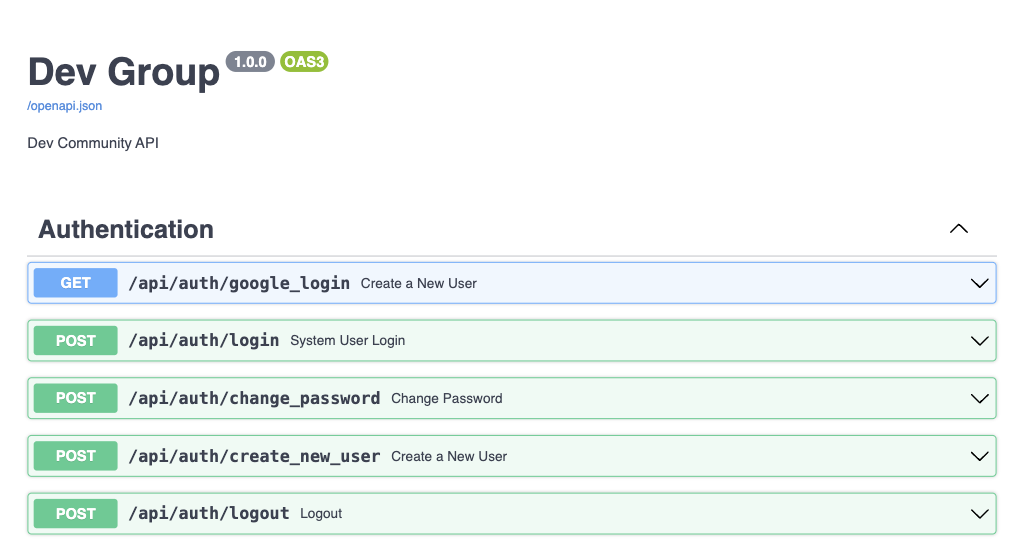 Dev Group 1.0.0 OAS3
/openapi.json
Dev Community API
Authentication
GET /api/auth/google_login Create a New User
POST /api/auth/login System User Login
POST /api/auth/change_password Change Password
POST /api/auth/create_new_user Create a New User
POST /api/auth/logout Logout